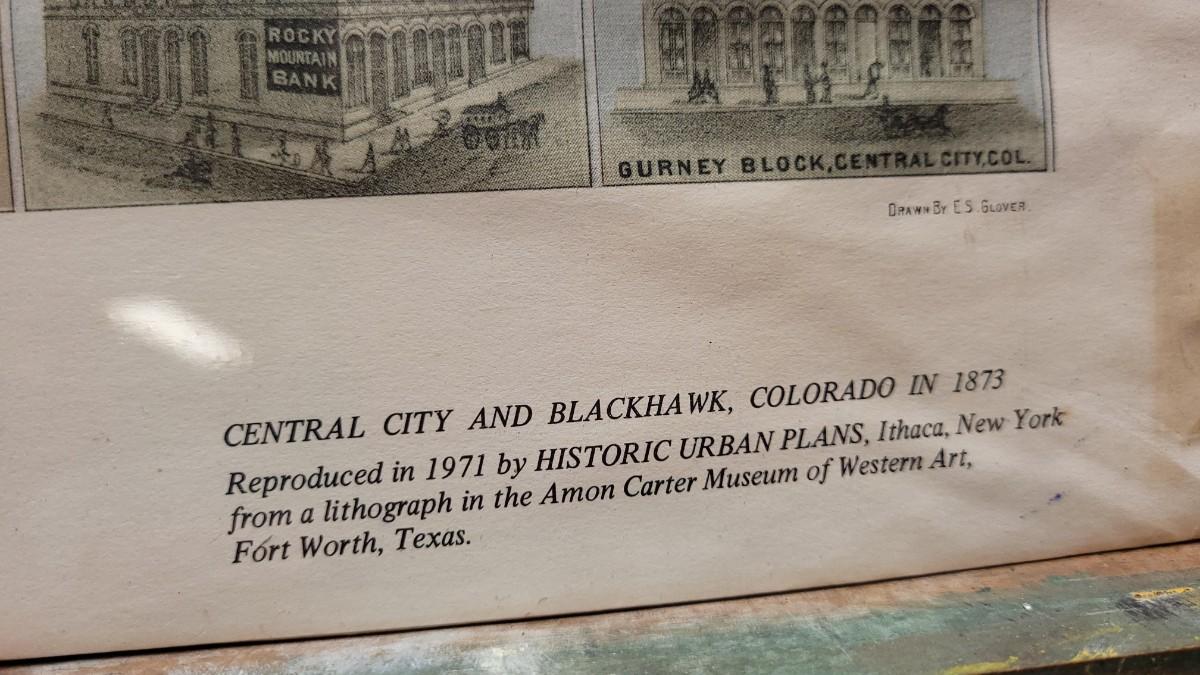 ROCKY
MOUNTAIN
BANK
GURNEY BLOCK, CENTRAL CITY, COL.
DRAWN BY E.S. GLOVER.
CENTRAL CITY AND BLACKHAWK, COLORADO IN 1873
Reproduced in 1971 by HISTORIC URBAN PLANS, Ithaca, New York
from a lithograph in the Amon Carter Museum of Western Art,
Fort Worth, Texas.